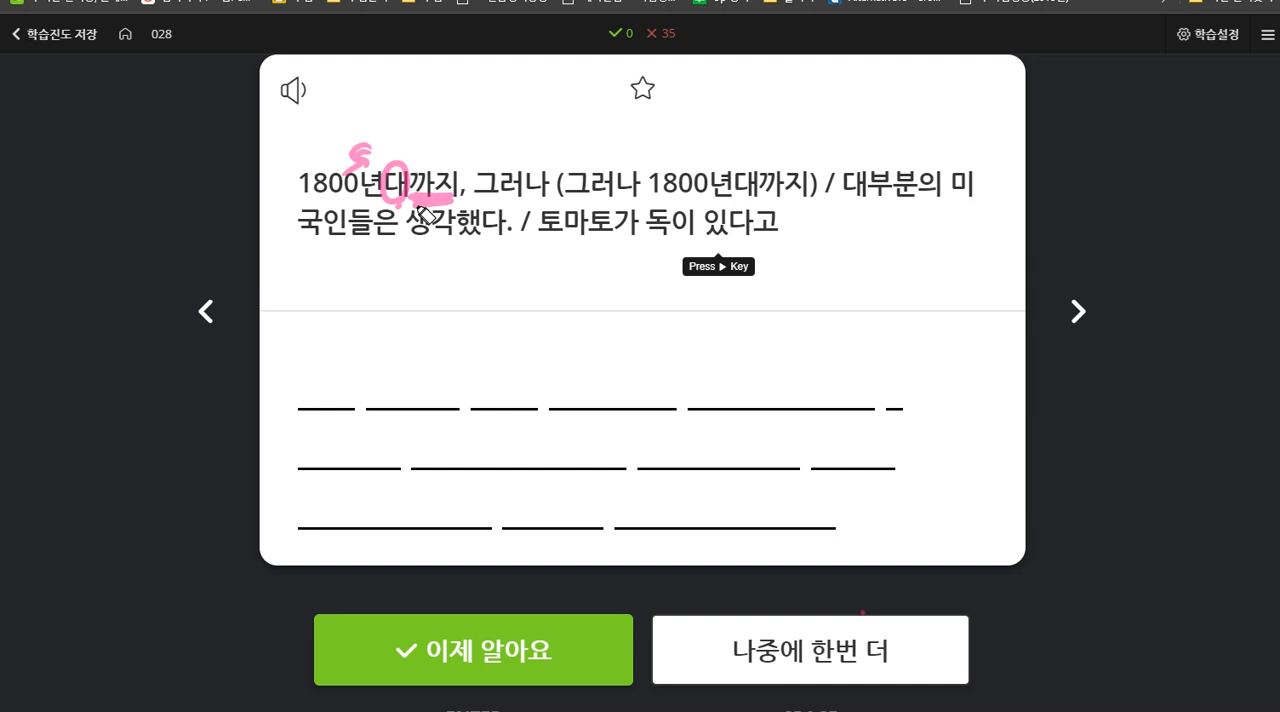 학습진도 저장
028
0
35
학습설정
1800년대까지, 그러나 (그러나 1800년대까지) / 대부분의 미
국인들은 생각했다. / 토마토가 독이 있다고
Press ▶ Key
이제 알아요
나중에 한번 더